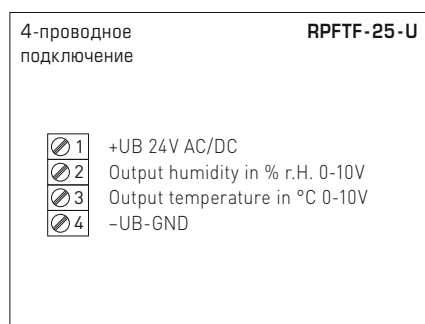 4-проводное RPFTF-25-U
подключение
1 +UB 24V AC/DC
2 Output humidity in % r.H. 0-10V
3 Output temperature in °C 0-10V
4 –UB-GND